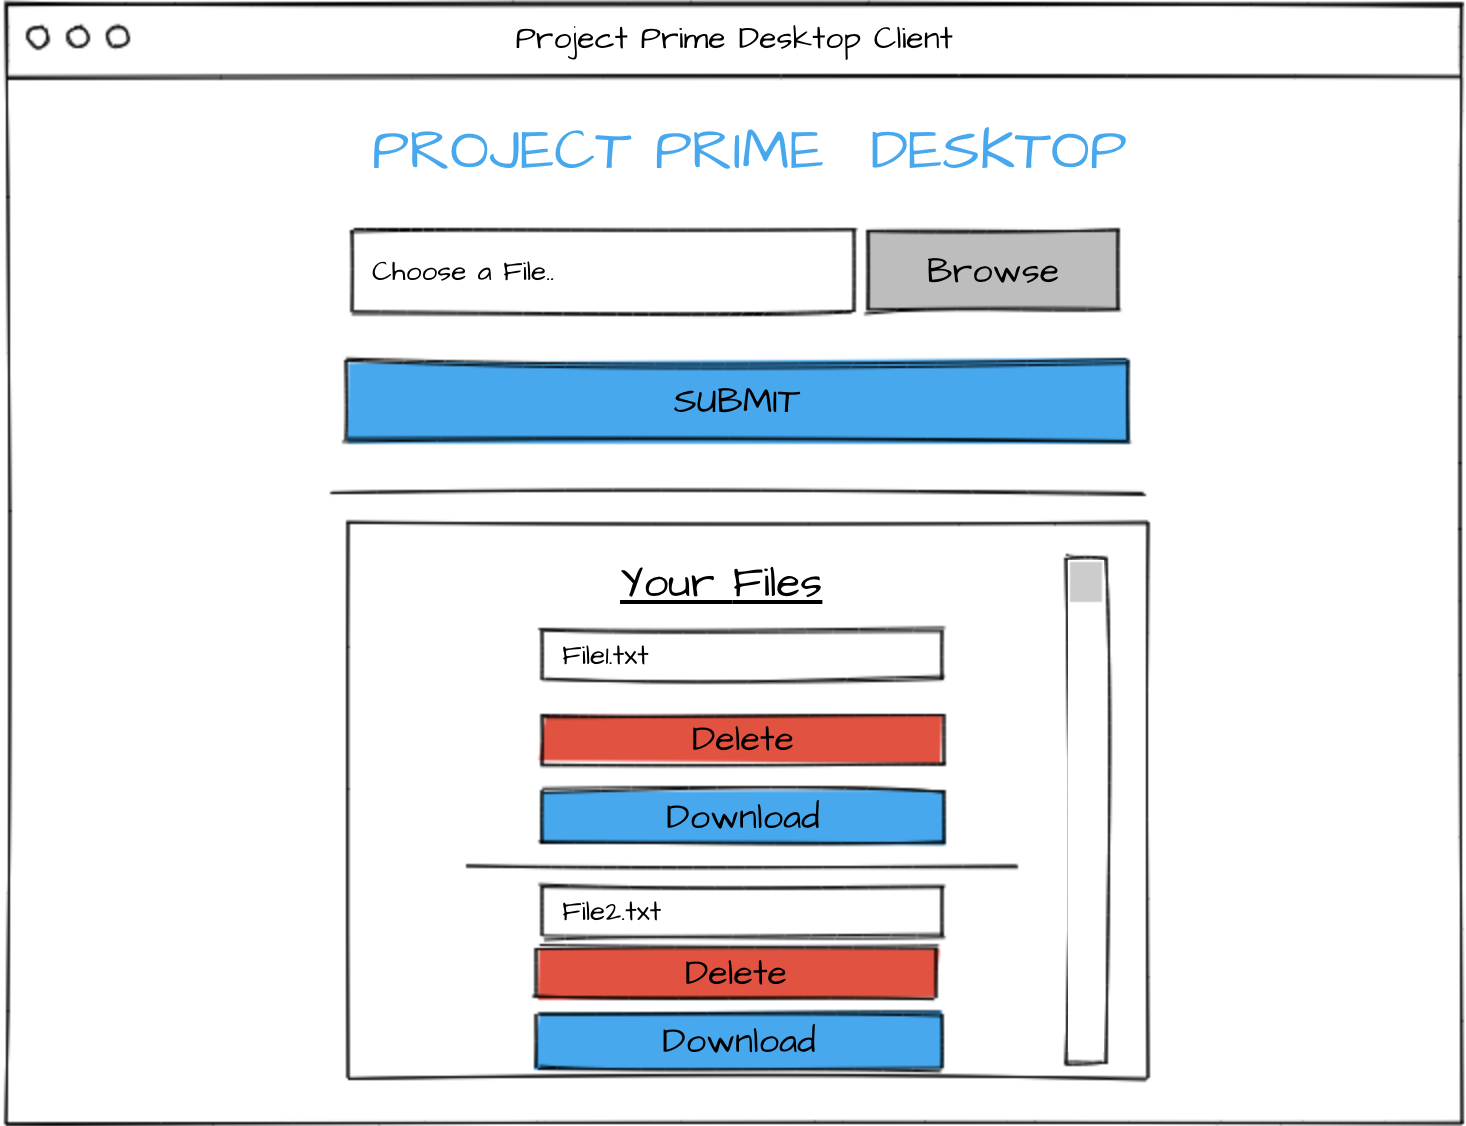 Project Prime Desktop Client
PROJECT PRIME DESKTOP
Choose a File..
Browse
SUBMIT
Your Files
File1.txt
Delete
Download
File2.txt
Delete
Download